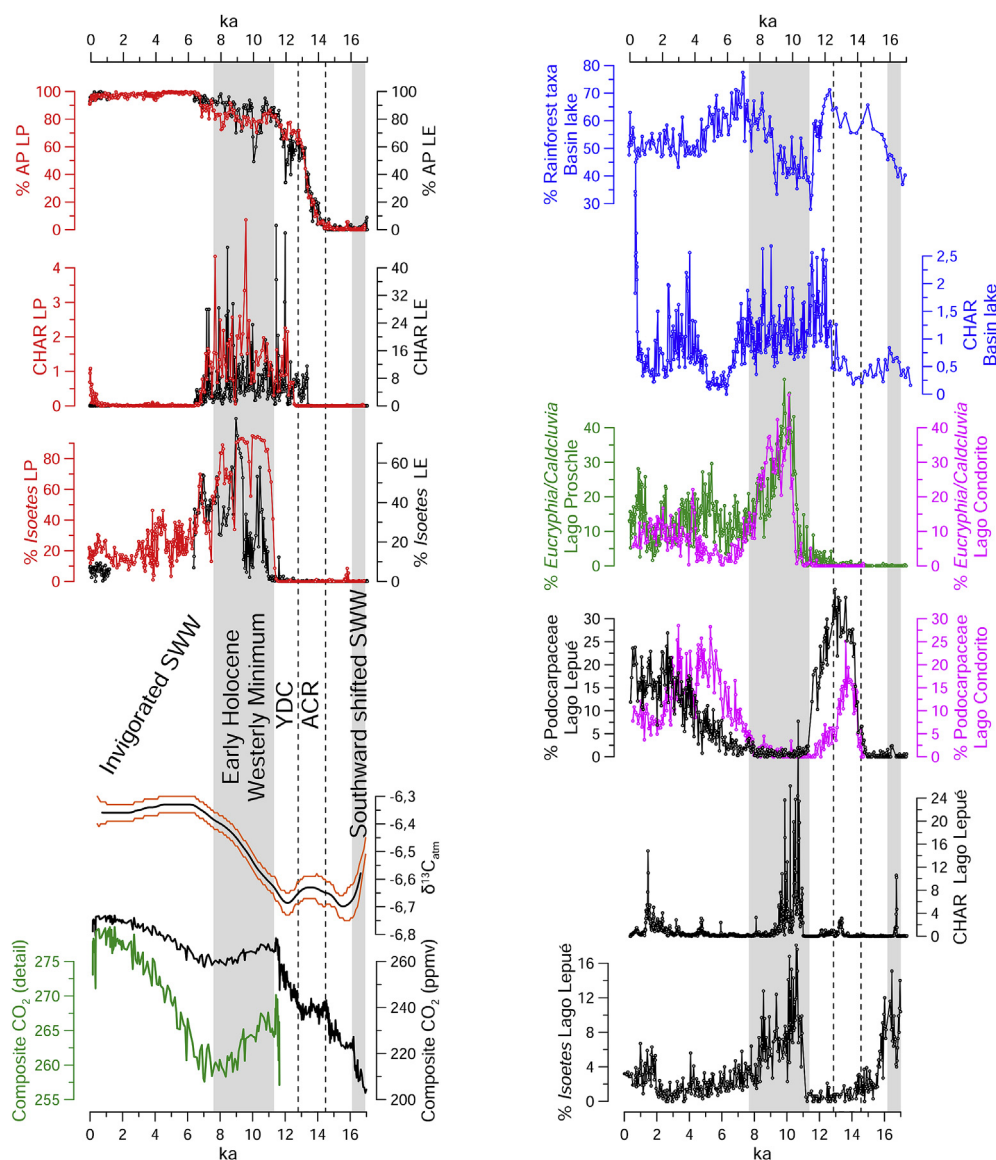 ka
0 2 4 6 8 10 12 14 16
100
80
60
40
20
0
% AP LP
100
80
60
40
20
0
% AP LE
4
3
2
1
0
CHAR LP
40
32
24
16
8
0
CHAR LE
80
60
40
20
0
% Isoetes LP
60
40
20
0
% Isoetes LE
Invigorated SWW
Early Holocene
Westerly Minimum
YDC
ACR
Southward shifted SWW
-6,3
-6,4
-6,5
-6,6
-6,7
-6,8
δ13Catm
275
270
265
260
255
Composite CO2 (detail)
260
240
220
200
Composite CO2 (ppmv)
0 2 4 6 8 10 12 14 16
ka
ka
0 2 4 6 8 10 12 14 16
80
70
60
50
40
30
% Rainforest taxa
Basin lake
2,5
2
1,5
1
0,5
0
CHAR
Basin lake
40
30
20
10
0
% Eucryphia/Caldcluvia
Lago Proschle
40
30
20
10
0
% Eucryphia/Caldcluvia
Lago Condorito
30
25
20
15
10
5
0
% Podocarpaceae
Lago Lepué
30
25
20
15
10
5
0
% Podocarpaceae
Lago Condorito
24
20
16
12
8
4
0
CHAR Lago Lepué
16
12
8
4
0
% Isoetes Lago Lepué
0 2 4 6 8 10 12 14 16
ka